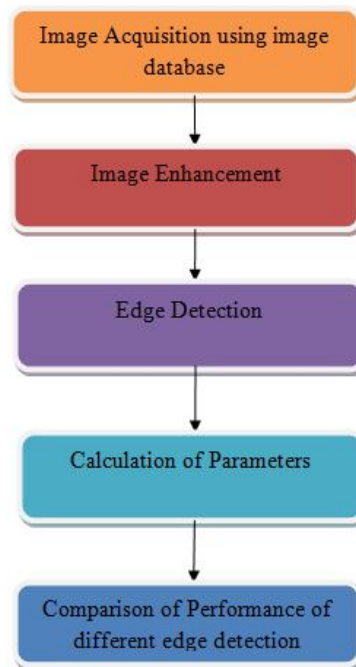 Image Acquisition using image
database
Image Enhancement
Edge Detection
Calculation of Parameters
Comparison of Performance of
different edge detection